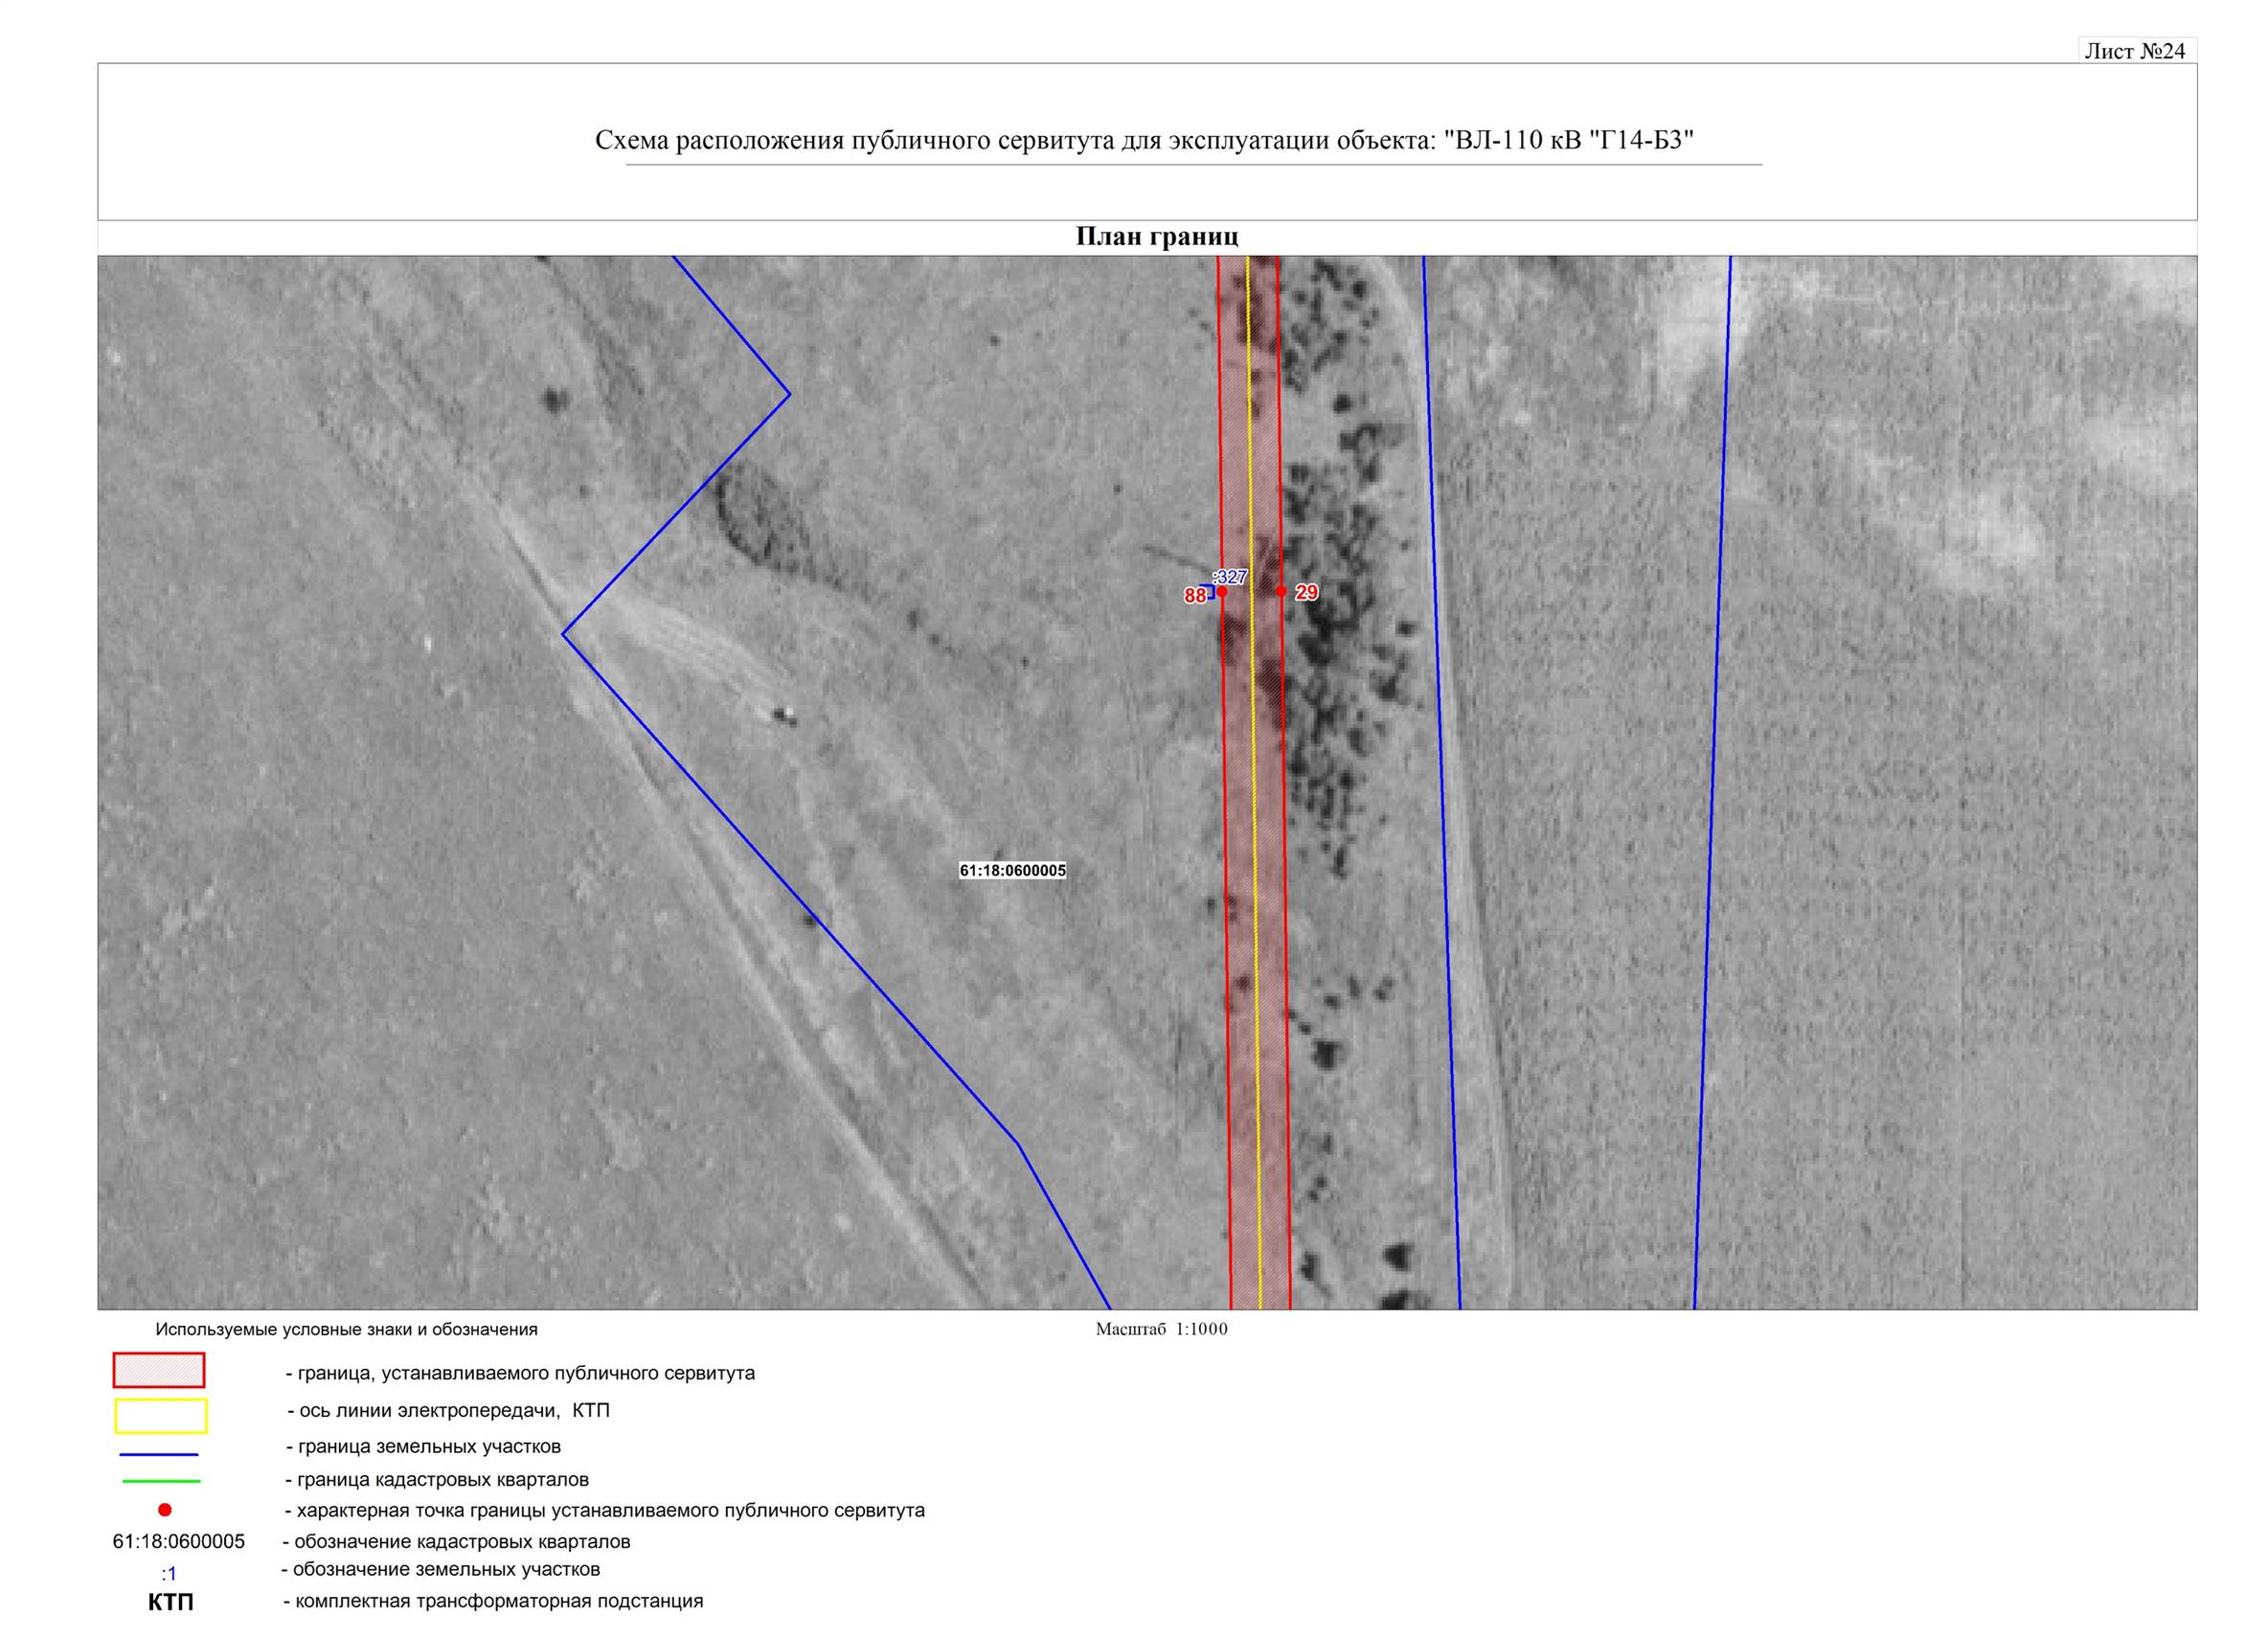 Лист №24
Схема расположения публичного сервитута для эксплуатации объекта: "ВЛ-110 кВ "Г14-Б3"
План границ
:327
88
29
61:18:0600005
Используемые условные знаки и обозначения
Масштаб 1:1000
- граница, устанавливаемого публичного сервитута
- ось линии электропередачи, КТП
- граница земельных участков
- граница кадастровых кварталов
- характерная точка границы устанавливаемого публичного сервитута
61:18:0600005 - обозначение кадастровых кварталов
:1 - обозначение земельных участков
КТП - комплектная трансформаторная подстанция